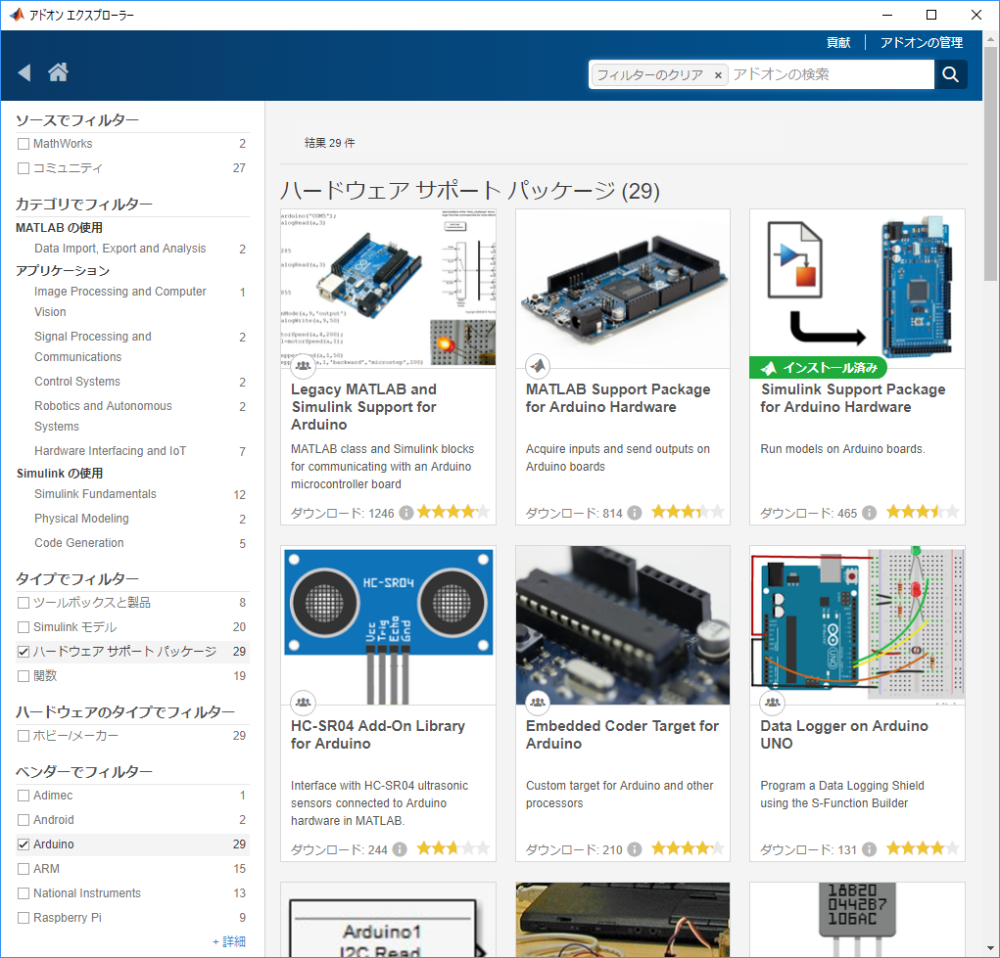 アドオン エクスプローラー
貢献
アドオンの管理
フィルターのクリア ×
アドオンの検索
ソースでフィルター
MathWorks 2
コミュニティ 27
カテゴリでフィルター
MATLAB の使用
Data Import, Export and Analysis 2
アプリケーション
Image Processing and Computer 1
Vision
Signal Processing and 2
Communications
Control Systems 2
Robotics and Autonomous 2
Systems
Hardware Interfacing and IoT 7
Simulink の使用
Simulink Fundamentals 12
Physical Modeling 2
Code Generation 5
タイプでフィルター
ツールボックスと製品 8
Simulink モデル 20
ハードウェア サポート パッケージ 29
関数 19
ハードウェアのタイプでフィルター
ホビー/メーカー 29
ベンダーでフィルター
Adimec 1
Android 2
Arduino 29
ARM 15
National Instruments 13
Raspberry Pi 9
+ 詳細
結果 29 件
ハードウェア サポート パッケージ (29)
arduino("COM5");
alogRead(a,3)
alogRead(a,3)
255
nMode(a,9,'output')
alogWrite(a,9,50)
torSpeed(a,4,200);
=motorSpeed(a,1);
epper(a,1,50)
epper(a,1,'backward','microstep',100)
Legacy MATLAB and
Simulink Support for
Arduino
MATLAB class and Simulink blocks
for communicating with an Arduino
microcontroller board
ダウンロード: 1246
MATLAB Support Package
for Arduino Hardware
Acquire inputs and send outputs on
Arduino boards
ダウンロード: 814
インストール済み
Simulink Support Package
for Arduino Hardware
Run models on Arduino boards.
ダウンロード: 465
HC-SR04
Vcc
Trig
Echo
Gnd
HC-SR04 Add-On Library
for Arduino
Interface with HC-SR04 ultrasonic
sensors connected to Arduino
hardware in MATLAB.
ダウンロード: 244
Embedded Coder Target for
Arduino
Custom target for Arduino and other
processors
ダウンロード: 210
ARDUINO
UNO
Data Logger on Arduino
UNO
Program a Data Logging Shield
using the S-Function Builder
ダウンロード: 131
Arduino1
I2C Read
18B20
0442B7
106AC